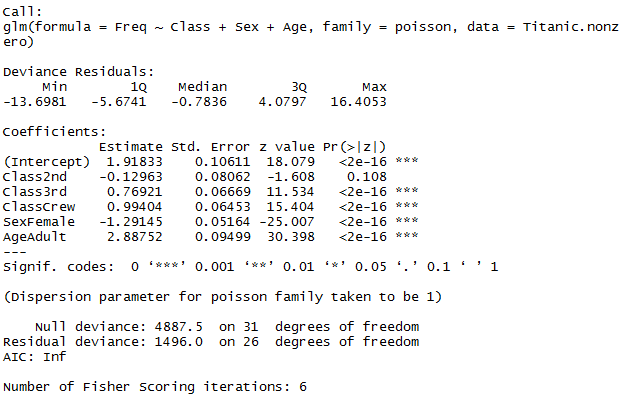 Call:
glm(formula = Freq ~ Class + Sex + Age, family = poisson, data = Titanic.nonz
ero)

Deviance Residuals:
     Min        1Q    Median        3Q       Max
-13.6981   -5.6741   -0.7836    4.0797   16.4053

Coefficients:
            Estimate Std. Error z value Pr(>|z|)
(Intercept)  1.91833    0.10611  18.079   <2e-16 ***
Class2nd    -0.12963    0.08062  -1.608    0.108
Class3rd     0.76921    0.06669  11.534   <2e-16 ***
ClassCrew    0.99404    0.06453  15.404   <2e-16 ***
SexFemale   -1.29145    0.05164 -25.007   <2e-16 ***
AgeAdult     2.88752    0.09499  30.398   <2e-16 ***
---
Signif. codes:  0 ‘***’ 0.001 ‘**’ 0.01 ‘*’ 0.05 ‘.’ 0.1 ‘ ’ 1

(Dispersion parameter for poisson family taken to be 1)

    Null deviance: 4887.5  on 31  degrees of freedom
Residual deviance: 1496.0  on 26  degrees of freedom
AIC: Inf

Number of Fisher Scoring iterations: 6